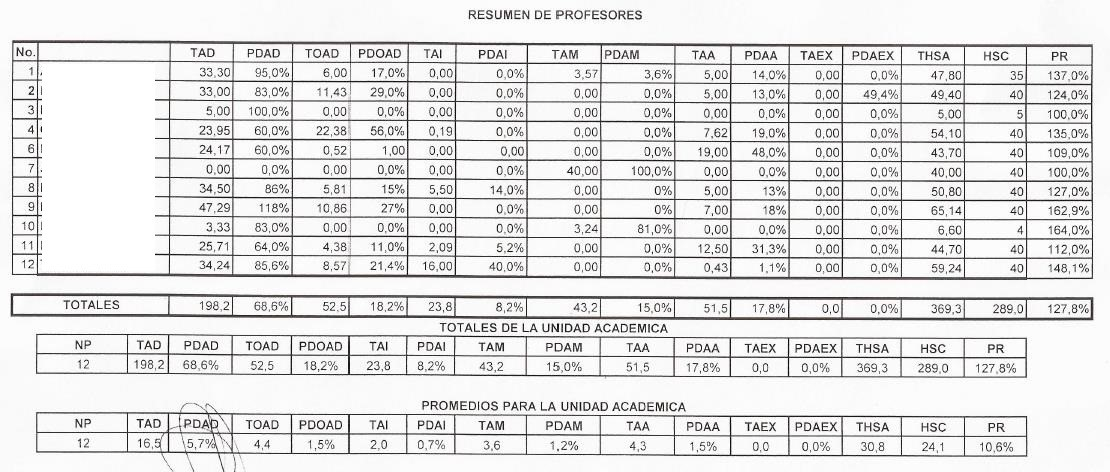 RESUMEN DE PROFESORES
No. TAD PDAD TOAD PDOAD TAI PDAI TAM PDAM TAA PDAA TAEX PDAEX THSA HSC PR
1 33,30 95,0% 6,00 17,0% 0,00 0,0% 3,57 3,6% 5,00 14,0% 0,00 0,0% 47,80 35 137,0%
2 33,00 83,0% 11,43 29,0% 0,00 0,0% 0,00 0,0% 5,00 13,0% 0,00 49,4% 49,40 40 124,0%
3 5,00 100,0% 0,00 0,0% 0,00 0,0% 0,00 0,0% 0,00 0,0% 0,00 0,0% 5,00 5 100,0%
4 23,95 60,0% 22,38 56,0% 0,19 0,0% 0,00 0,0% 7,62 19,0% 0,00 0,0% 54,10 40 135,0%
6 24,17 60,0% 0,52 1,00 0,00 0,00 0,00 0,0% 19,00 48,0% 0,00 0,0% 43,70 40 109,0%
7 0,00 0,0% 0,00 0,0% 0,00 0,0% 40,00 100,0% 0,00 0,0% 0,00 0,0% 40,00 40 100,0%
8 34,50 86% 5,81 15% 5,50 14,0% 0,00 0% 5,00 13% 0,00 0,0% 50,80 40 127,0%
9 47,29 118% 10,86 27% 0,00 0,0% 0,00 0% 7,00 18% 0,00 0,0% 65,14 40 162,9%
10 3,33 83,0% 0,00 0,0% 0,00 0,0% 3,24 81,0% 0,00 0,0% 0,00 0,0% 6,60 4 164,0%
11 25,71 64,0% 4,38 11,0% 2,09 5,2% 0,00 0,0% 12,50 31,3% 0,00 0,0% 44,70 40 112,0%
12 34,24 85,6% 8,57 21,4% 16,00 40,0% 0,00 0,0% 0,43 1,1% 0,00 0,0% 59,24 40 148,1%
TOTALES 198,2 68,6% 52,5 18,2% 23,8 8,2% 43,2 15,0% 51,5 17,8% 0,0 0,0% 369,3 289,0 127,8%
TOTALES DE LA UNIDAD ACADEMICA
NP TAD PDAD TOAD PDOAD TAI PDAI TAM PDAM TAA PDAA TAEX PDAEX THSA HSC PR
12 198,2 68,6% 52,5 18,2% 23,8 8,2% 43,2 15,0% 51,5 17,8% 0,0 0,0% 369,3 289,0 127,8%
PROMEDIOS PARA LA UNIDAD ACADEMICA
NP TAD PDAD TOAD PDOAD TAI PDAI TAM PDAM TAA PDAA TAEX PDAEX THSA HSC PR
12 16,5 5,7% 4,4 1,5% 2,0 0,7% 3,6 1,2% 4,3 1,5% 0,0 0,0% 30,8 24,1 10,6%